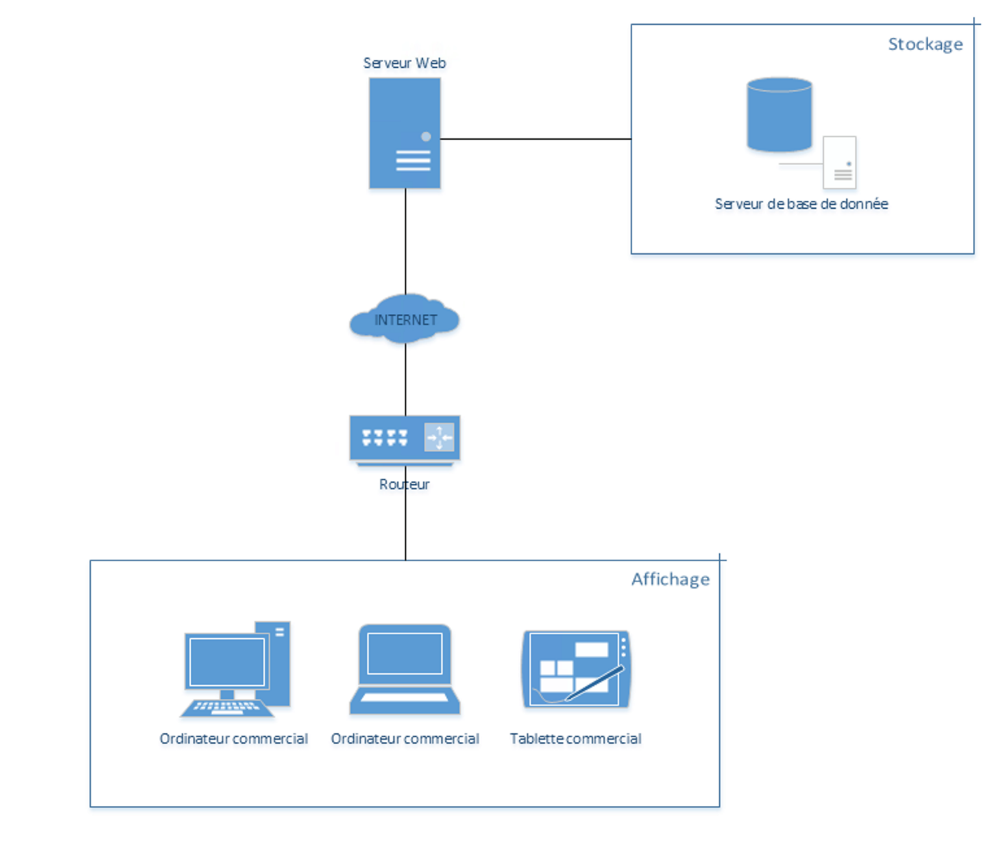 Stockage
Serveur Web
Serveur de base de donnée
INTERNET
Routeur
Affichage
Ordinateur commercial
Ordinateur commercial
Tablette commercial